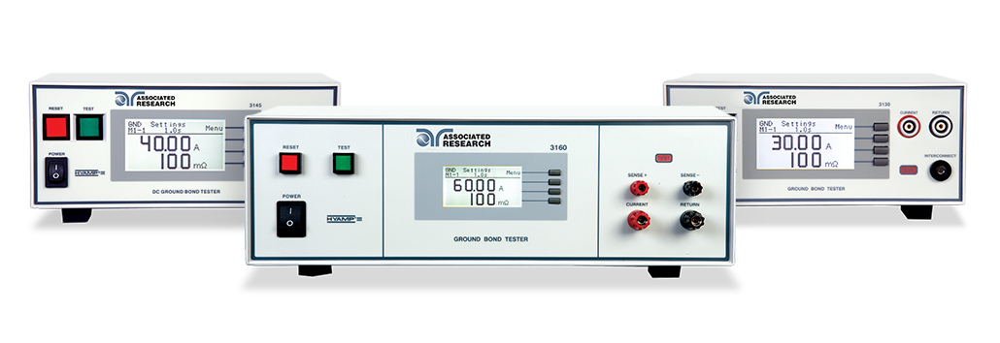 ASSOCIATED
RESEARCH
3145
RESET
TEST
GND Settings
M1-1 1.0s
Menu
40.00 A
100 mΩ
POWER
I
O
HYAMP III
DC GROUND BOND TESTER
ASSOCIATED
RESEARCH
3160
RESET
TEST
GND Settings
M1-1 1.0s
Menu
60.00 A
100 mΩ
POWER
I
O
HYAMP III
GROUND BOND TESTER
SENSE +
SENSE -
CURRENT
RETURN
ASSOCIATED
RESEARCH
3130
TEST
GND Settings
M1-1 1.0s
Menu
30.00 A
100 mΩ
CURRENT
RETURN
INTERCONNECT
GROUND BOND TESTER